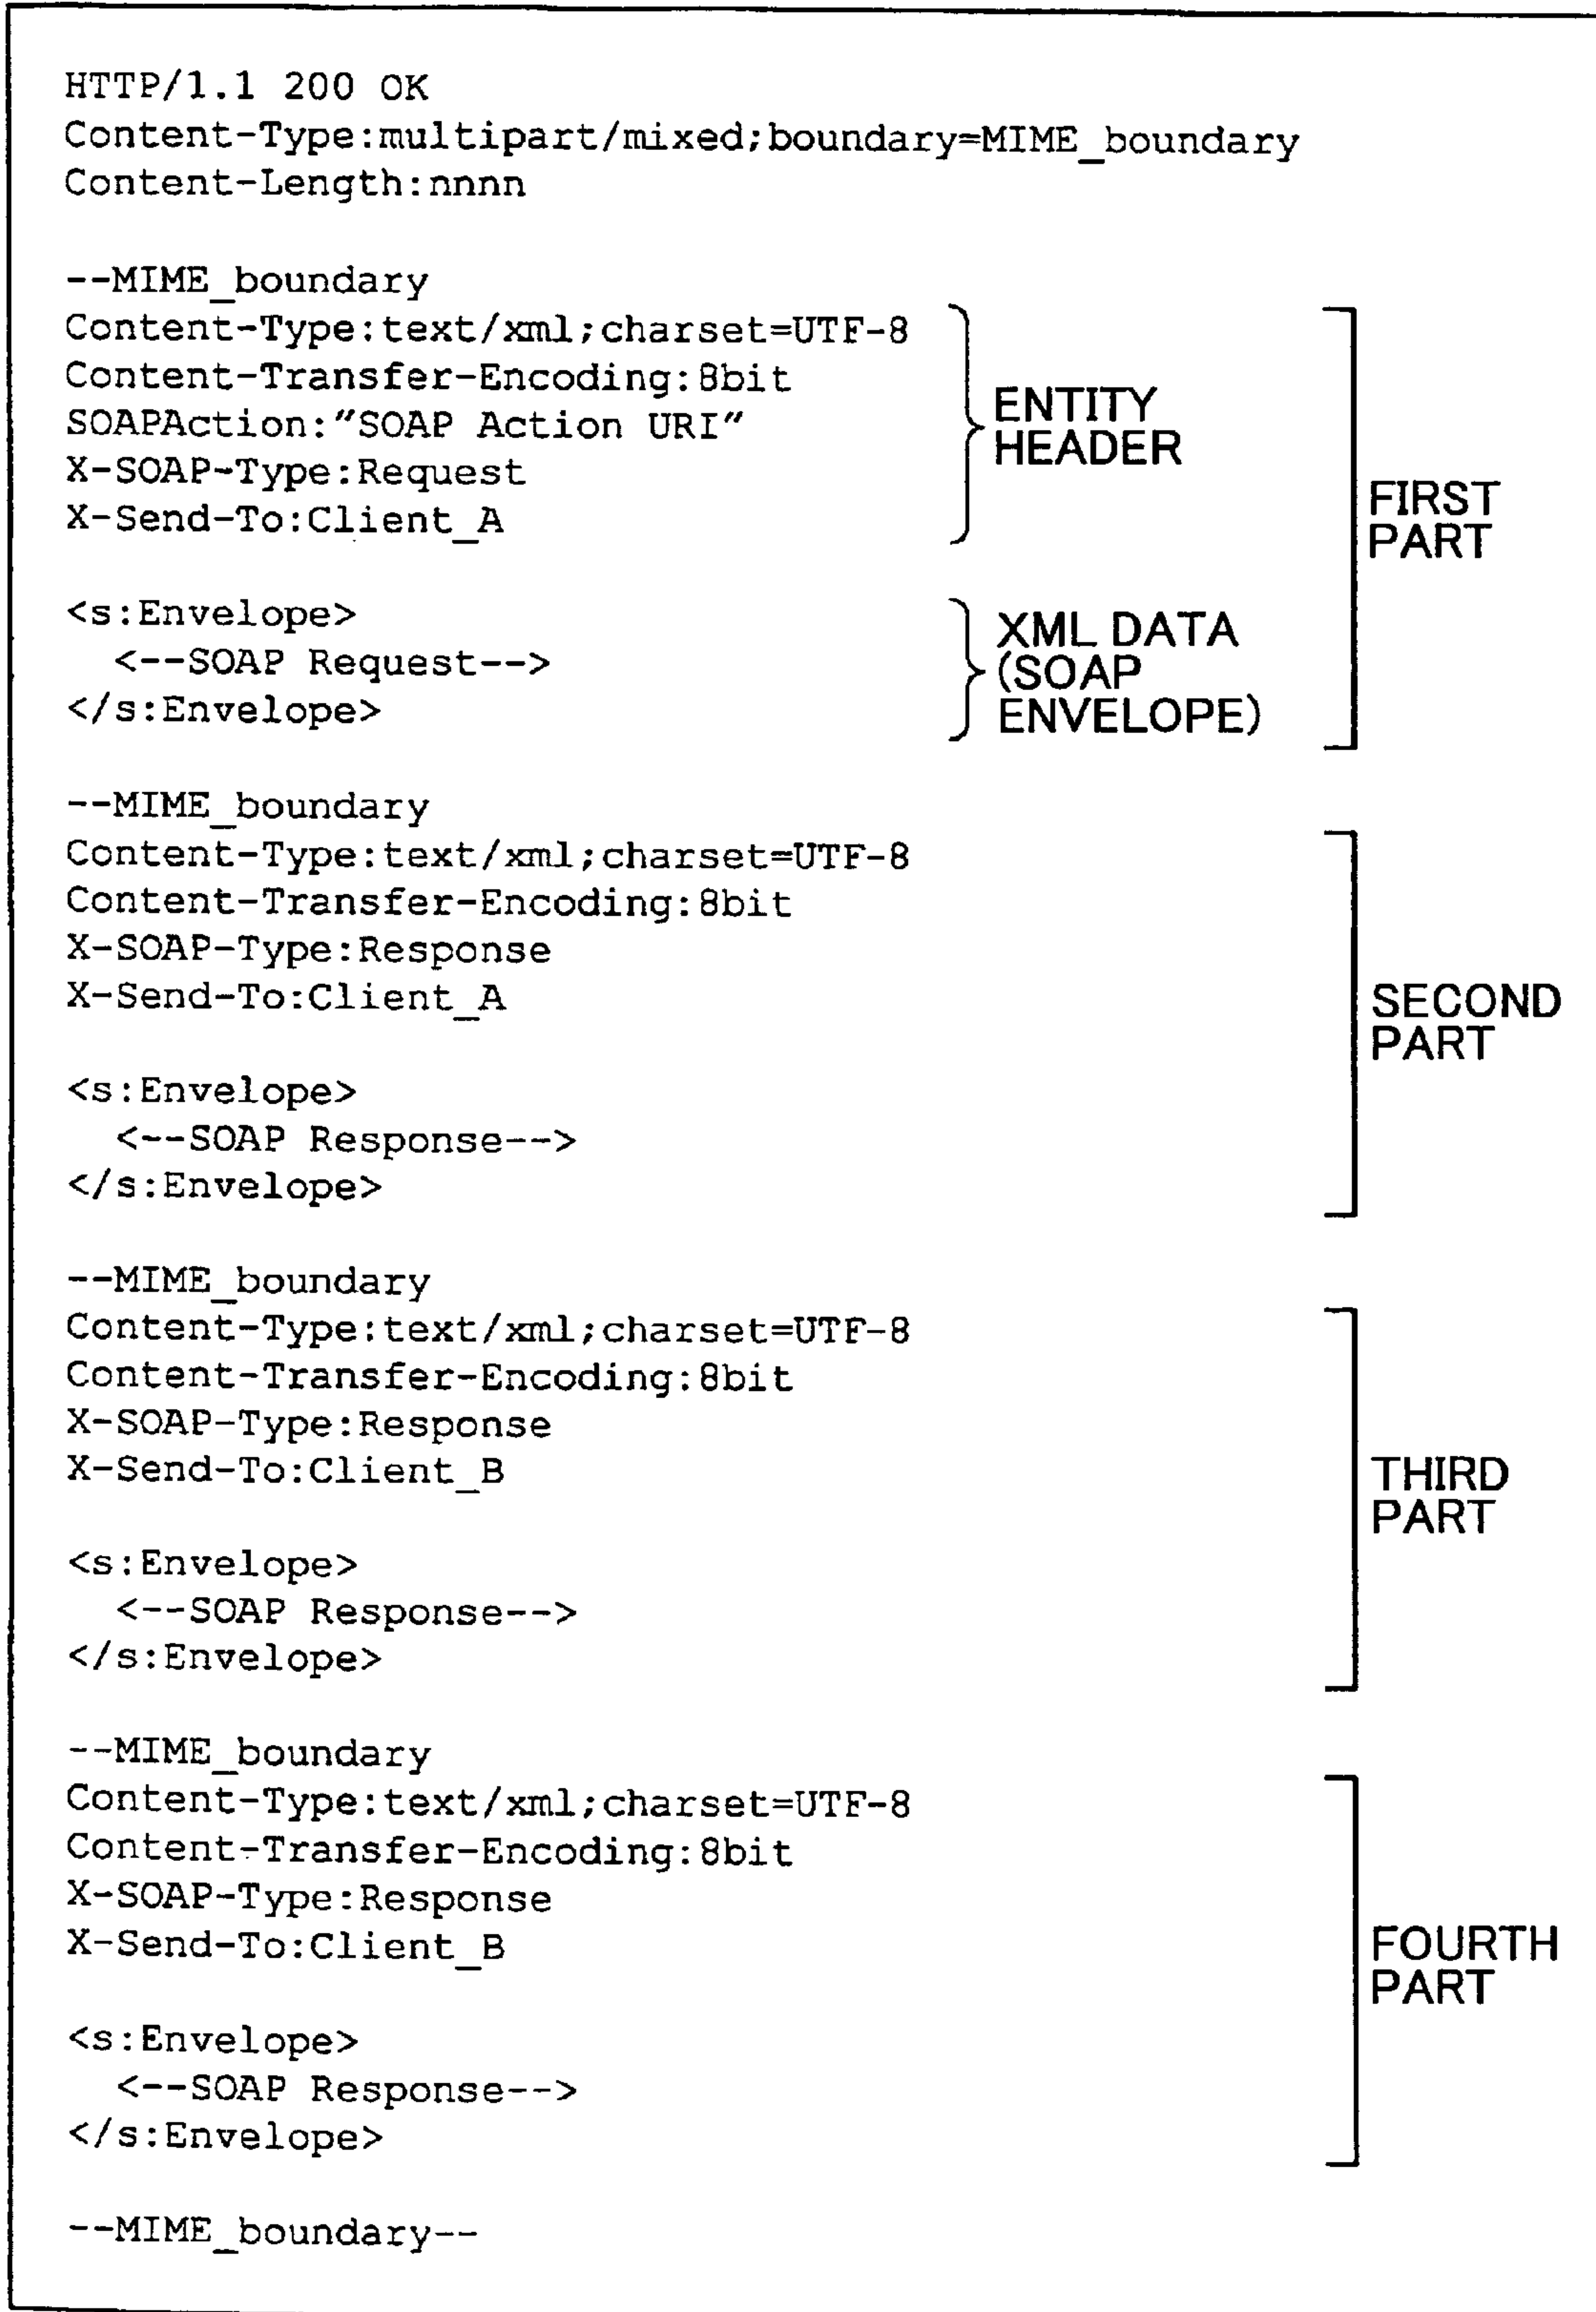 HTTP/1.1 200 OK
Content-Type:multipart/mixed;boundary=MIME_boundary
Content-Length:nnnn
--MIME_boundary
Content-Type:text/xml;charset=UTF-8
Content-Transfer-Encoding:8bit
SOAPAction:"SOAP Action URI"
X-SOAP-Type:Request
X-Send-To:Client_A
ENTITY
HEADER
<s:Envelope>
<--SOAP Request-->
</s:Envelope>
XML DATA
(SOAP
ENVELOPE)
FIRST
PART
--MIME_boundary
Content-Type:text/xml;charset=UTF-8
Content-Transfer-Encoding:8bit
X-SOAP-Type:Response
X-Send-To:Client_A
<s:Envelope>
<--SOAP Response-->
</s:Envelope>
SECOND
PART
--MIME_boundary
Content-Type:text/xml;charset=UTF-8
Content-Transfer-Encoding:8bit
X-SOAP-Type:Response
X-Send-To:Client_B
<s:Envelope>
<--SOAP Response-->
</s:Envelope>
THIRD
PART
--MIME_boundary
Content-Type:text/xml;charset=UTF-8
Content-Transfer-Encoding:8bit
X-SOAP-Type:Response
X-Send-To:Client_B
<s:Envelope>
<--SOAP Response-->
</s:Envelope>
FOURTH
PART
--MIME_boundary--